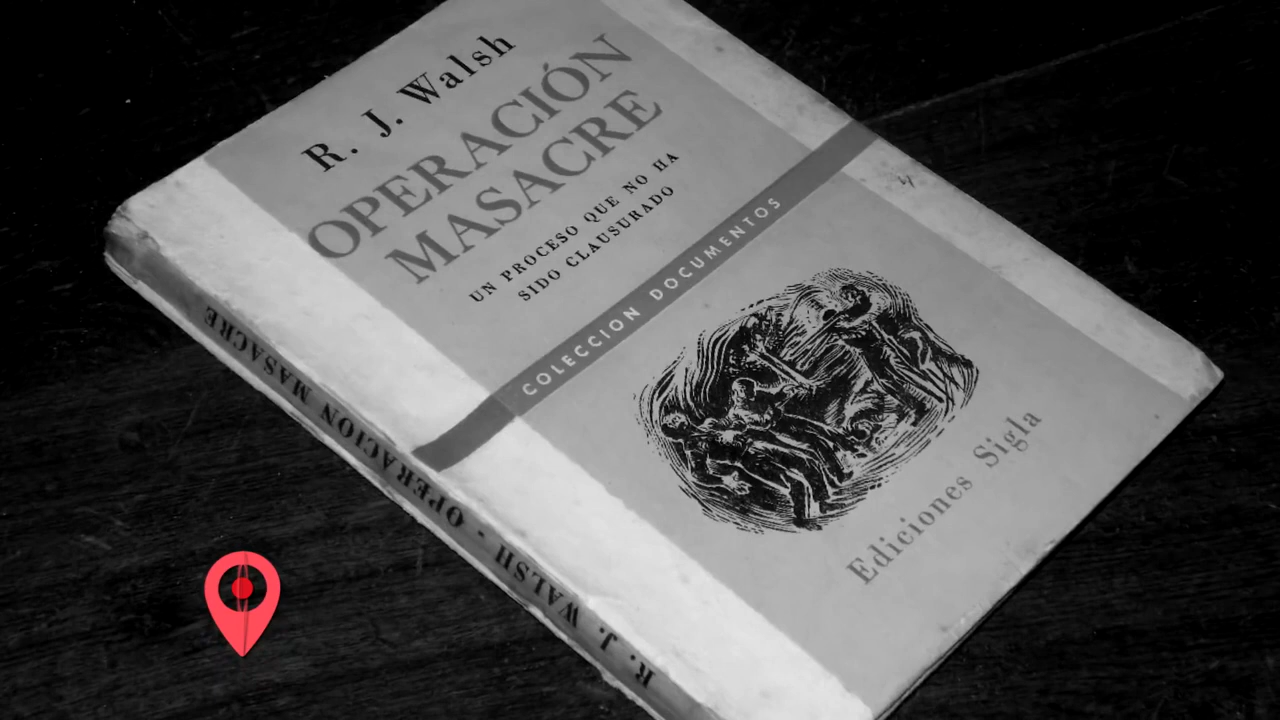 R. J. Walsh
OPERACIÓN
MASACRE
UN PROCESO QUE NO HA
SIDO CLAUSURADO
COLECCION DOCUMENTOS
Ediciones Sigla
R. J. WALSH - OPERACION MASACRE